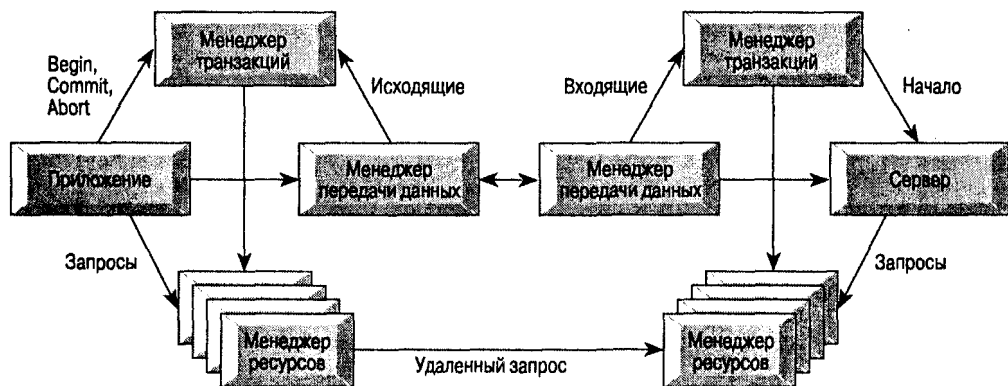 Менеджер
транзакций
Менеджер
транзакций
Begin,
Commit,
Abort
Исходящие
Входящие
Начало
Приложение
Менеджер
передачи данных
Менеджер
передачи данных
Сервер
Запросы
Запросы
Менеджер
ресурсов
Удаленный запрос
Менеджер
ресурсов